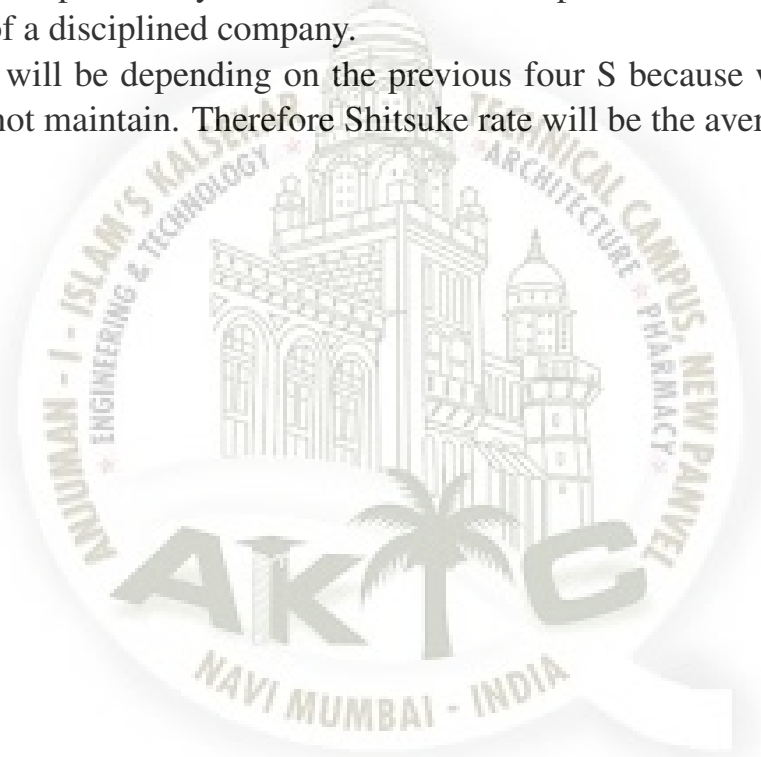 of a disciplined company.
will be depending on the previous four S because
not maintain. Therefore Shitsuke rate will be the
ANJUMAN - I - ISLAM'S KALSEKAR TECHNICAL CAMPUS, NEW PANVEL
ENGINEERING & TECHNOLOGY * ARCHITECTURE * PHARMACY *
AKTC
NAVI MUMBAI - INDIA